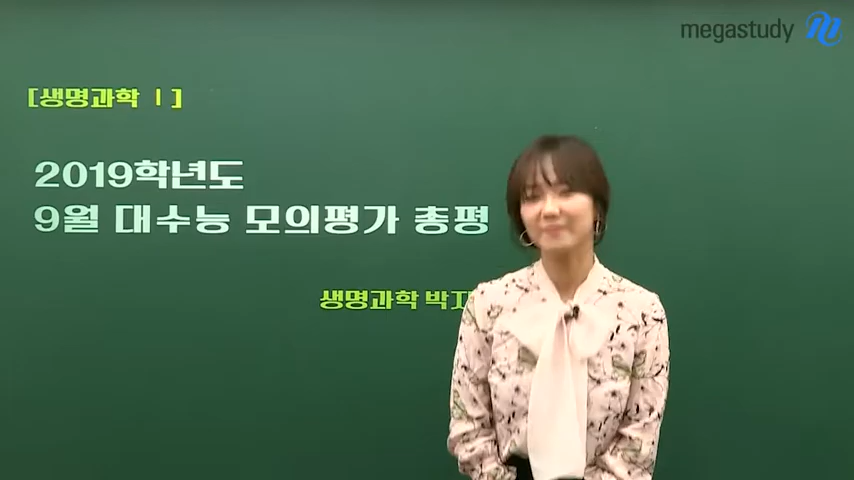 megastudy
[생명과학 Ⅰ]
2019학년도
9월 대수능 모의평가 총평
생명과학